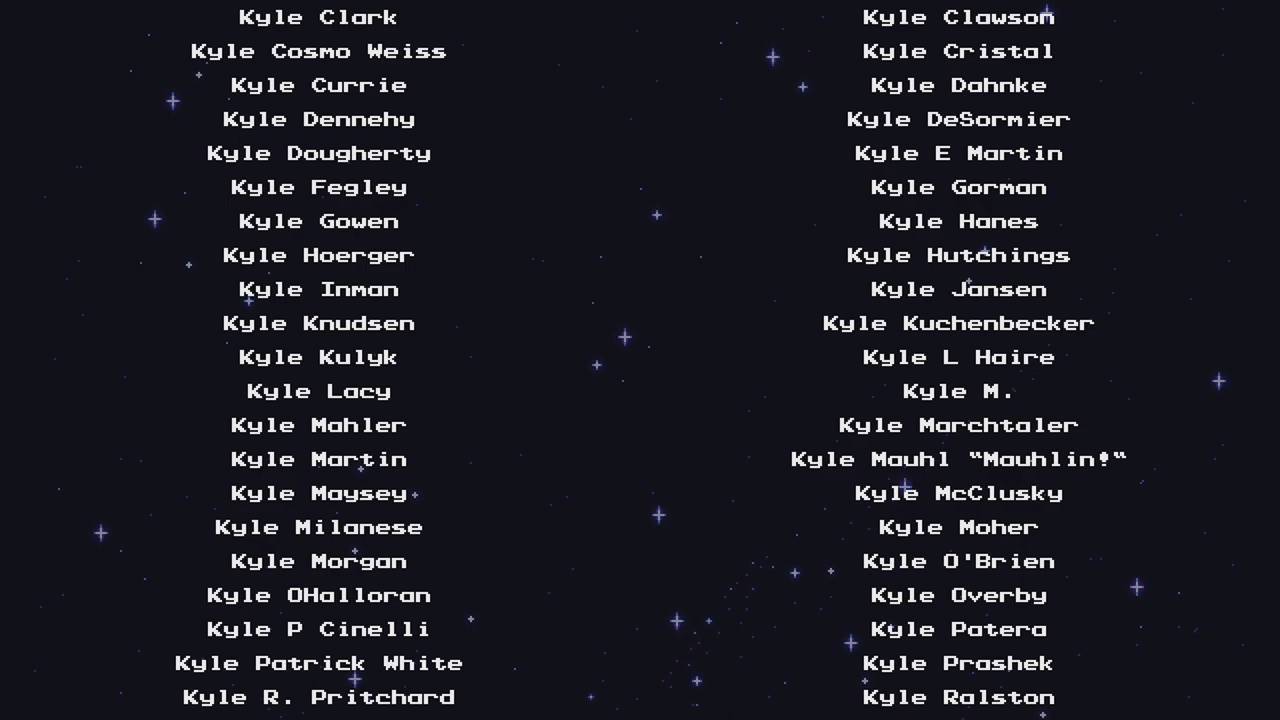 Kyle Clark
Kyle Clawson
Kyle Cosmo Weiss
Kyle Cristal
Kyle Currie
Kyle Dahnke
Kyle Dennehy
Kyle DeSormier
Kyle Dougherty
Kyle E Martin
Kyle Fegley
Kyle Gorman
Kyle Gowen
Kyle Hanes
Kyle Hoerger
Kyle Hutchings
Kyle Inman
Kyle Jansen
Kyle Knudsen
Kyle Kuchenbecker
Kyle Kulyk
Kyle L Haire
Kyle Lacy
Kyle M.
Kyle Mahler
Kyle Marchtaler
Kyle Martin
Kyle Mauhl "Mauhlin!"
Kyle Maysey
Kyle McClusky
Kyle Milanese
Kyle Moher
Kyle Morgan
Kyle O'Brien
Kyle OHalloran
Kyle Overby
Kyle P Cinelli
Kyle Patera
Kyle Patrick White
Kyle Prashek
Kyle R. Pritchard
Kyle Ralston